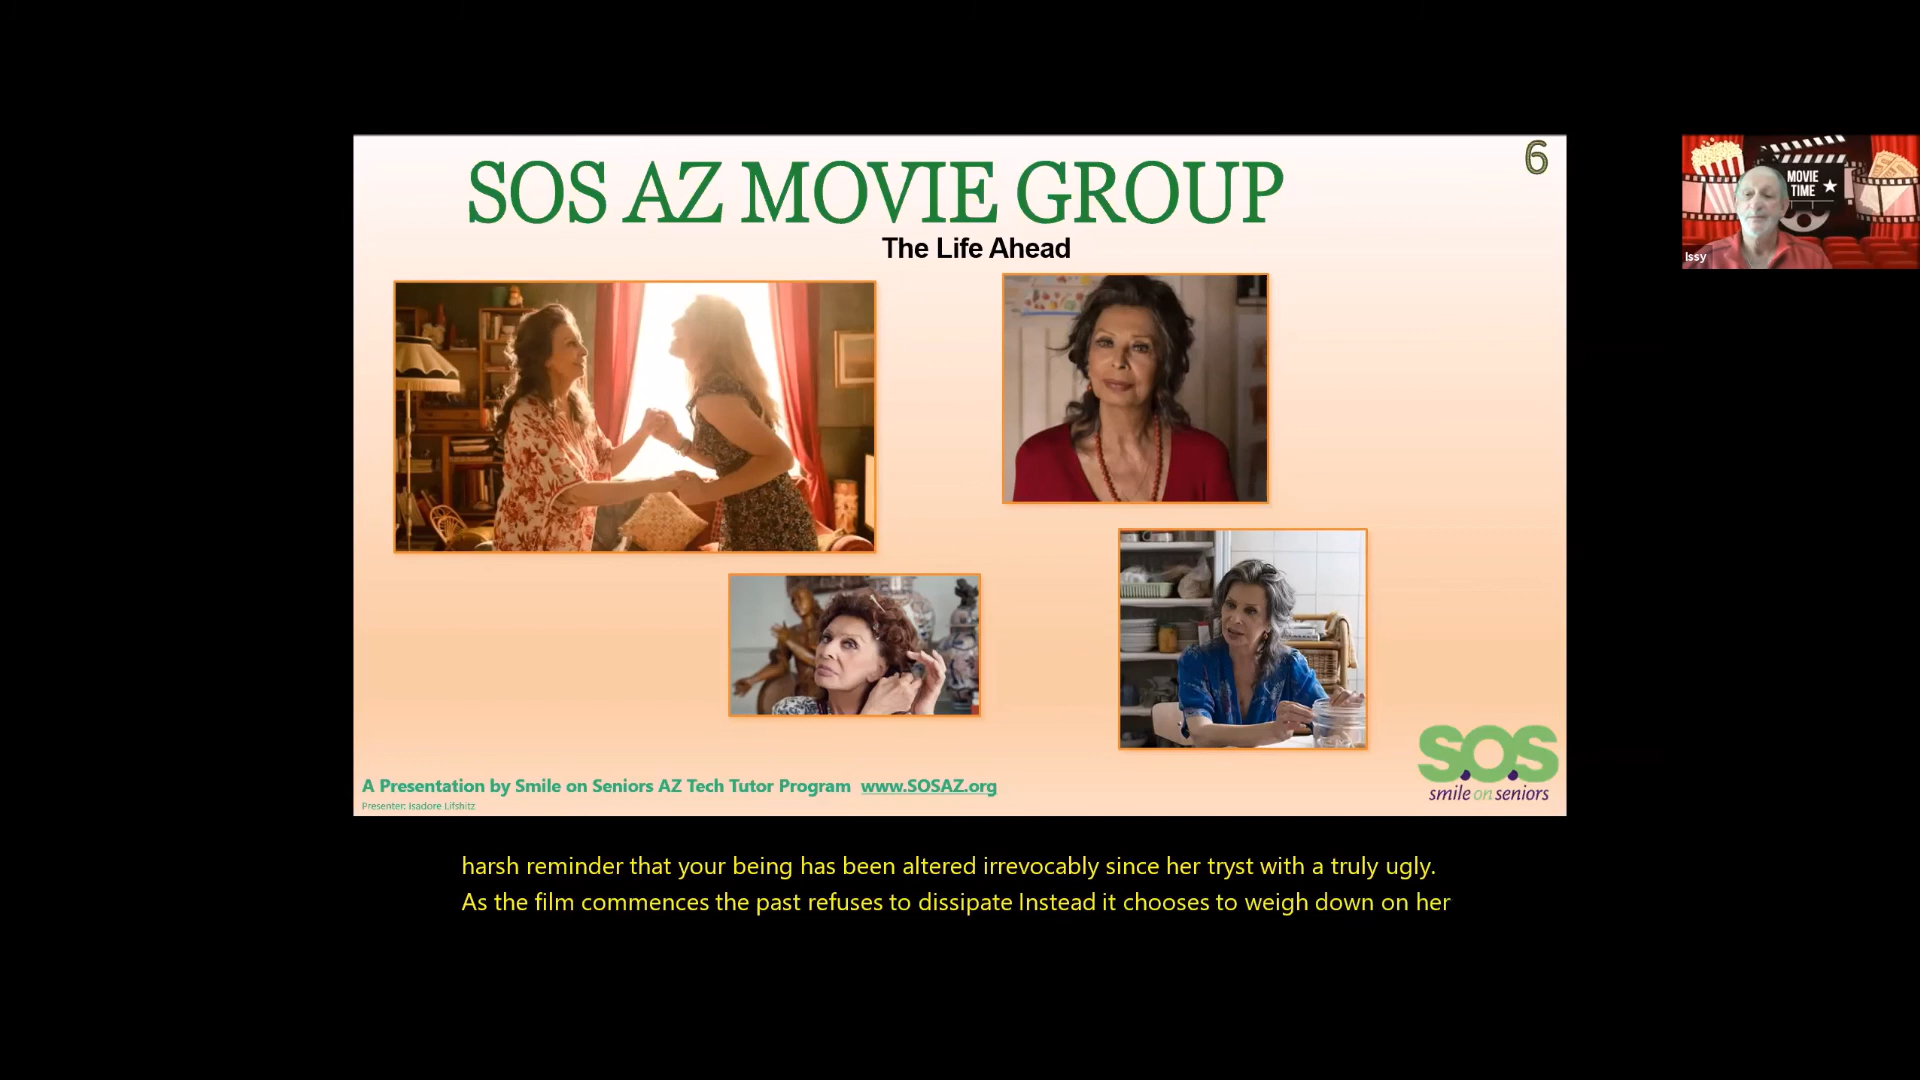 SOS AZ MOVIE GROUP
6
The Life Ahead
MOVIE
TIME
Issy
A Presentation by Smile on Seniors AZ Tech Tutor Program www.SOSAZ.org
Presenter: Isadore Lifshitz
S.O.S
smile on seniors
harsh reminder that your being has been altered irrevocably since her tryst with a truly ugly.
As the film commences the past refuses to dissipate Instead it chooses to weigh down on her